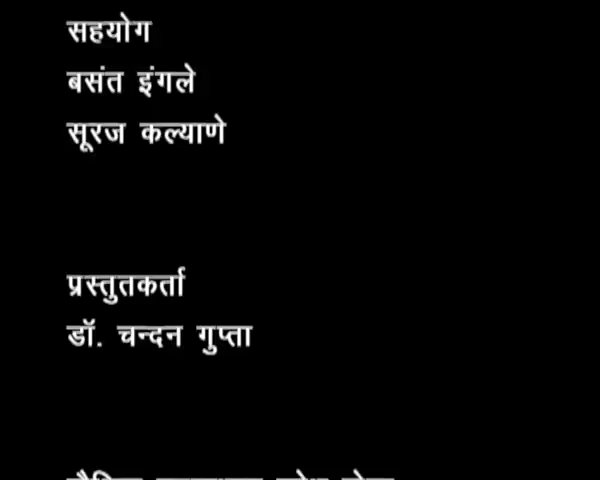 सहयोग
बसंत इंगले
सूरज कल्याणे
प्रस्तुतकर्ता
डॉ. चन्दन गुप्ता